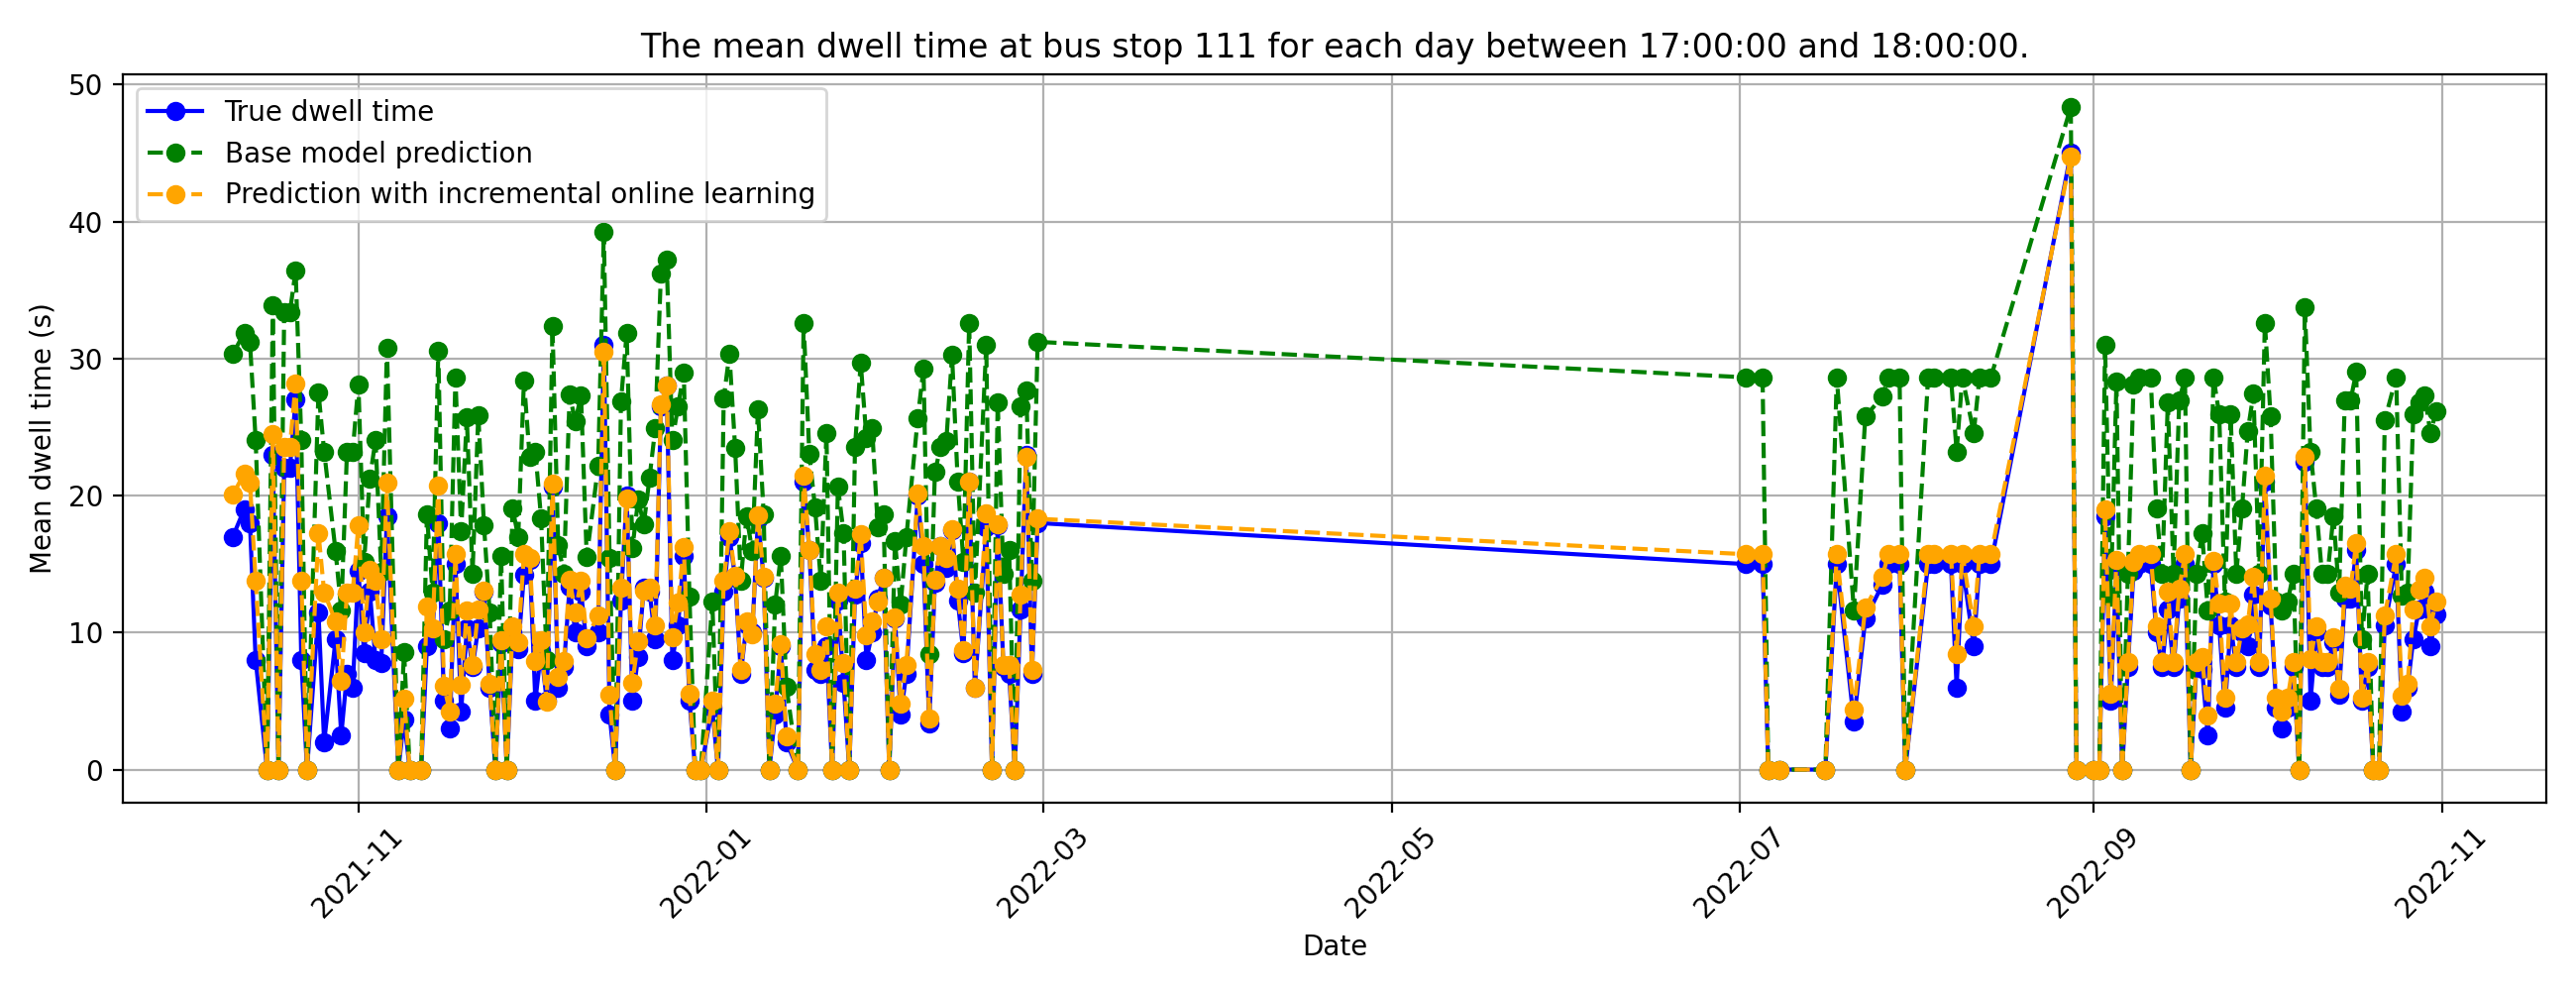 The mean dwell time at bus stop 111 for each day between 17:00:00 and 18:00:00.
50
40
30
20
10
0
Mean dwell time (s)
True dwell time
Base model prediction
Prediction with incremental online learning
2021-11
2022-01
2022-03
2022-05
2022-07
2022-09
2022-11
Date